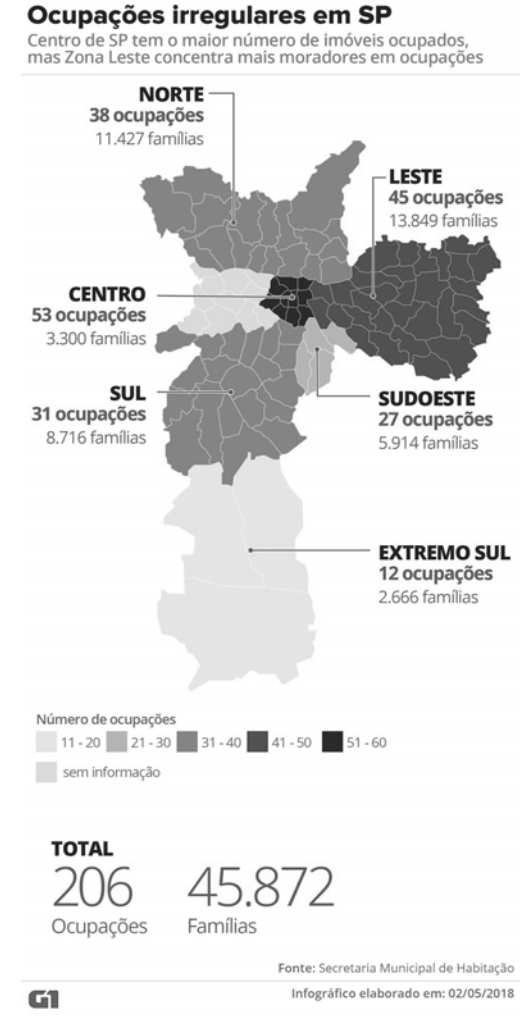 Ocupações irregulares em SP
Centro de SP tem o maior número de imóveis ocupados,
mas Zona Leste concentra mais moradores em ocupações
NORTE
38 ocupações
11.427 famílias
LESTE
45 ocupações
13.849 famílias
CENTRO
53 ocupações
3.300 famílias
SUL
31 ocupações
8.716 famílias
SUDOESTE
27 ocupações
5.914 famílias
EXTREMO SUL
12 ocupações
2.666 famílias
Número de ocupações
11 - 20
21 - 30
31 - 40
41 - 50
51 - 60
sem informação
TOTAL
206
45.872
Ocupações
Famílias
Fonte: Secretaria Municipal de Habitação
G1
Infográfico elaborado em: 02/05/2018